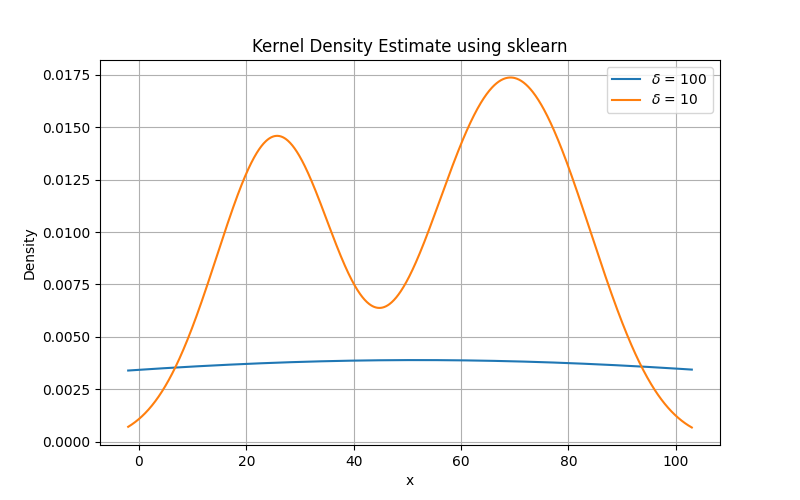 Kernel Density Estimate using sklearn
δ = 100
δ = 10
0.0175
0.0150
0.0125
0.0100
0.0075
0.0050
0.0025
0.0000
Density
0 20 40 60 80 100
x